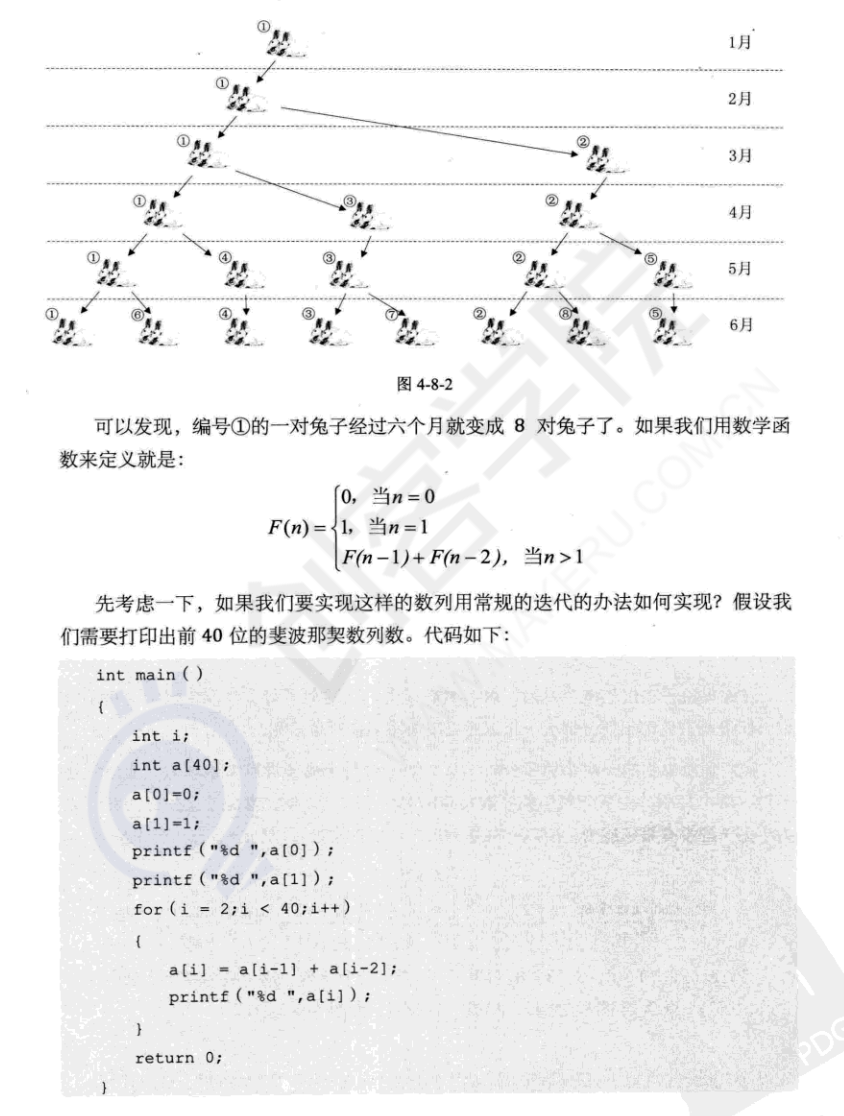 ① 1月
① 2月
① ② 3月
① ③ ② 4月
① ④ ③ ② ⑤ 5月
① ⑥ ④ ③ ⑦ ② ⑧ ⑤ 6月
图 4-8-2
可以发现，编号①的一对兔子经过六个月就变成 8 对兔子了。如果我们用数学函
数来定义就是：
0，当n = 0
F(n) = { 1，当n = 1
F(n − 1) + F(n − 2)，当n > 1
先考虑一下，如果我们要实现这样的数列用常规的迭代的办法如何实现？假设我
们需要打印出前 40 位的斐波那契数列数。代码如下：
int main()
{
int i;
int a[40];
a[0]=0;
a[1]=1;
printf("%d ",a[0]);
printf("%d ",a[1]);
for(i = 2;i < 40;i++)
{
a[i] = a[i-1] + a[i-2];
printf("%d ",a[i]);
}
return 0;
}
创客学院
WWW.MAKERU.COM.CN
PDG